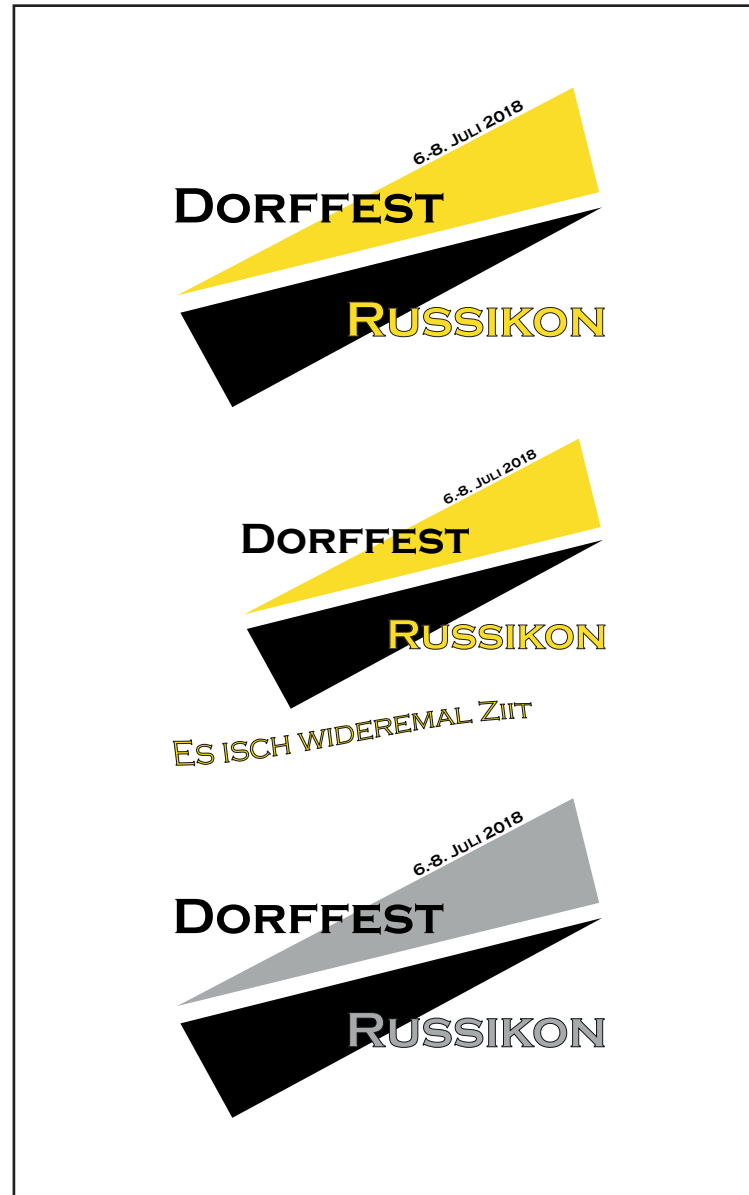 6.-8. Juli 2018
Dorffest
Russikon
6.-8. Juli 2018
Dorffest
Russikon
Es isch wideremal Ziit
6.-8. Juli 2018
Dorffest
Russikon